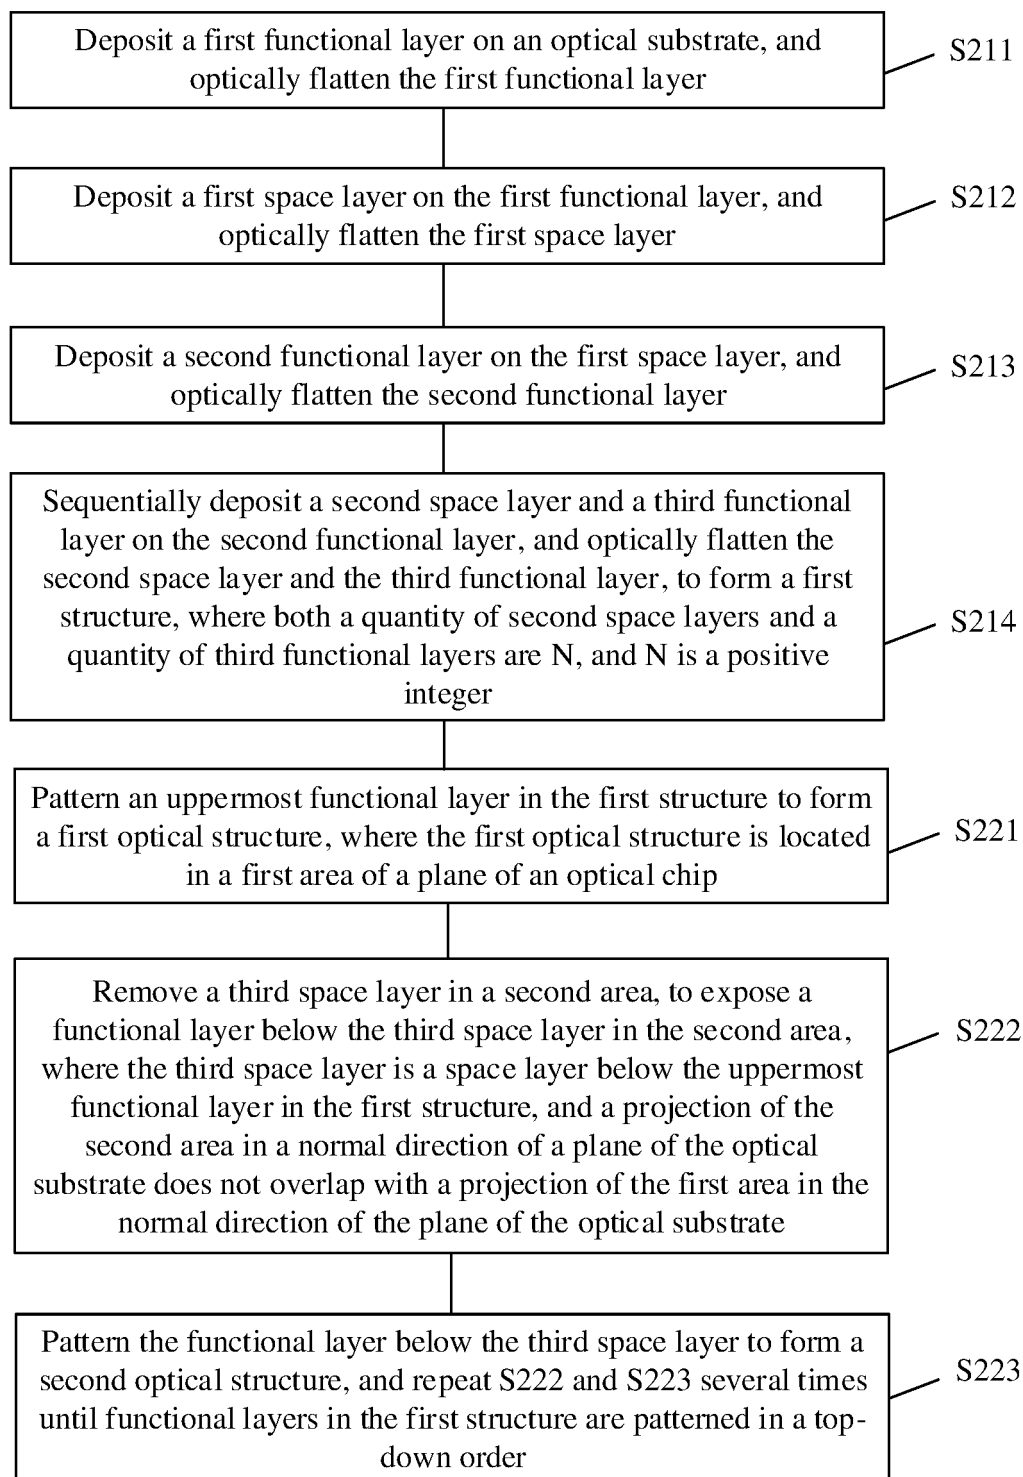 Deposit a first functional layer on an optical substrate, and
optically flatten the first functional layer
S211
Deposit a first space layer on the first functional layer, and
optically flatten the first space layer
S212
Deposit a second functional layer on the first space layer, and
optically flatten the second functional layer
S213
Sequentially deposit a second space layer and a third functional
layer on the second functional layer, and optically flatten the
second space layer and the third functional layer, to form a first
structure, where both a quantity of second space layers and a
quantity of third functional layers are N, and N is a positive
integer
S214
Pattern an uppermost functional layer in the first structure to form
a first optical structure, where the first optical structure is located
in a first area of a plane of an optical chip
S221
Remove a third space layer in a second area, to expose a
functional layer below the third space layer in the second area,
where the third space layer is a space layer below the uppermost
functional layer in the first structure, and a projection of the
second area in a normal direction of a plane of the optical
substrate does not overlap with a projection of the first area in the
normal direction of the plane of the optical substrate
S222
Pattern the functional layer below the third space layer to form a
second optical structure, and repeat S222 and S223 several times
until functional layers in the first structure are patterned in a top-
down order
S223